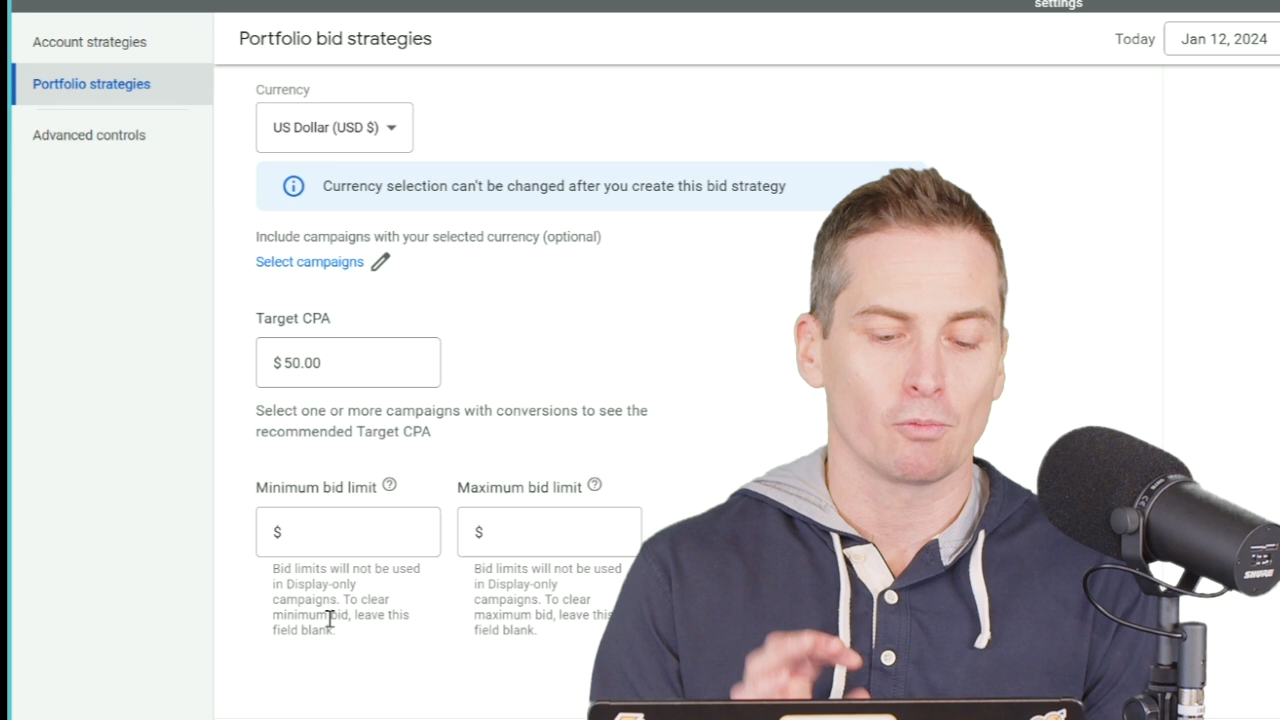 settings
Account strategies
Portfolio strategies
Advanced controls
Portfolio bid strategies
Today
Jan 12, 2024
Currency
US Dollar (USD $)
Currency selection can't be changed after you create this bid strategy
Include campaigns with your selected currency (optional)
Select campaigns
Target CPA
$ 50.00
Select one or more campaigns with conversions to see the
recommended Target CPA
Minimum bid limit
$
Bid limits will not be used
in Display-only
campaigns. To clear
minimum bid, leave this
field blank.
Maximum bid limit
$
Bid limits will not be used
in Display-only
campaigns. To clear
maximum bid, leave this
field blank.
SHURE